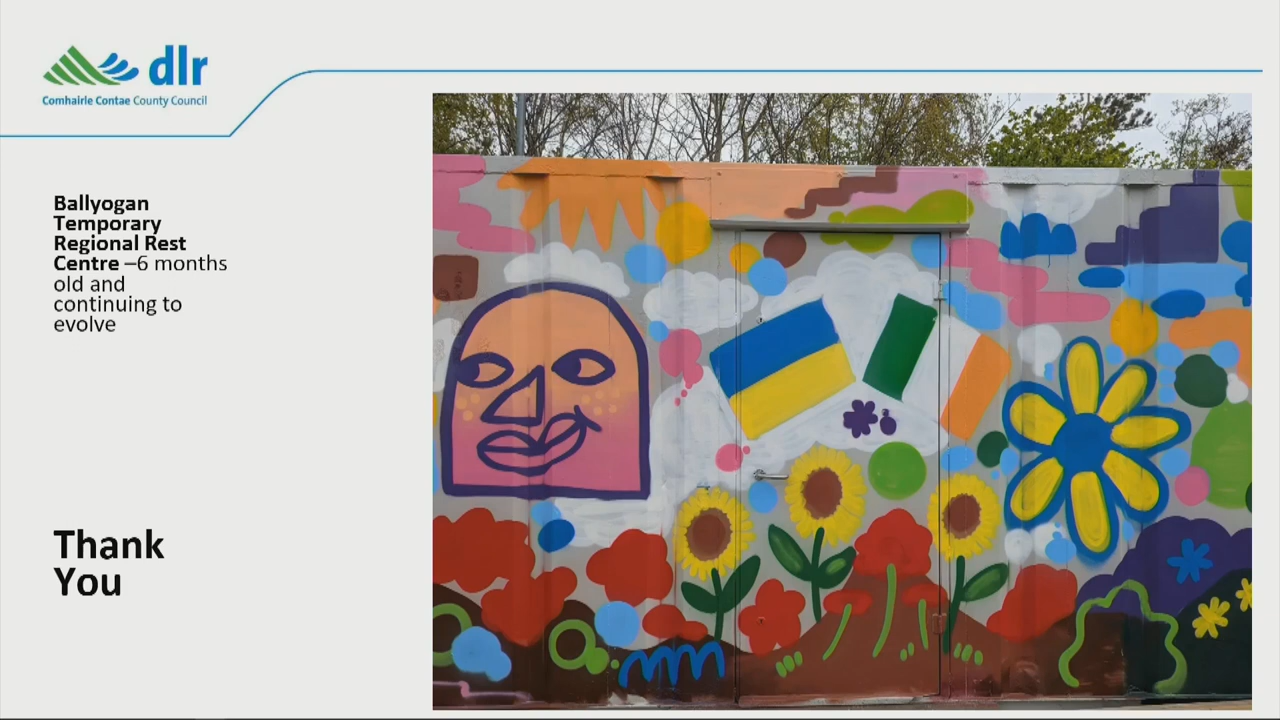 dlr
Comhairle Contae County Council
Ballyogan
Temporary
Regional Rest
Centre –6 months
old and
continuing to
evolve
Thank
You